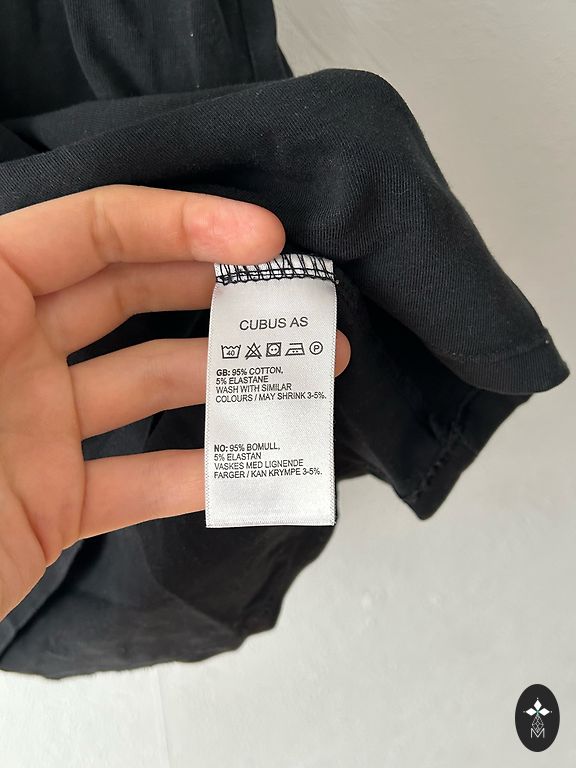 CUBUS AS
40 P
GB: 95% COTTON,
5% ELASTANE
WASH WITH SIMILAR
COLOURS / MAY SHRINK 3-5%.
NO: 95% BOMULL,
5% ELASTAN
VASKES MED LIGNENDE
FARGER / KAN KRYMPE 3-5%.
M